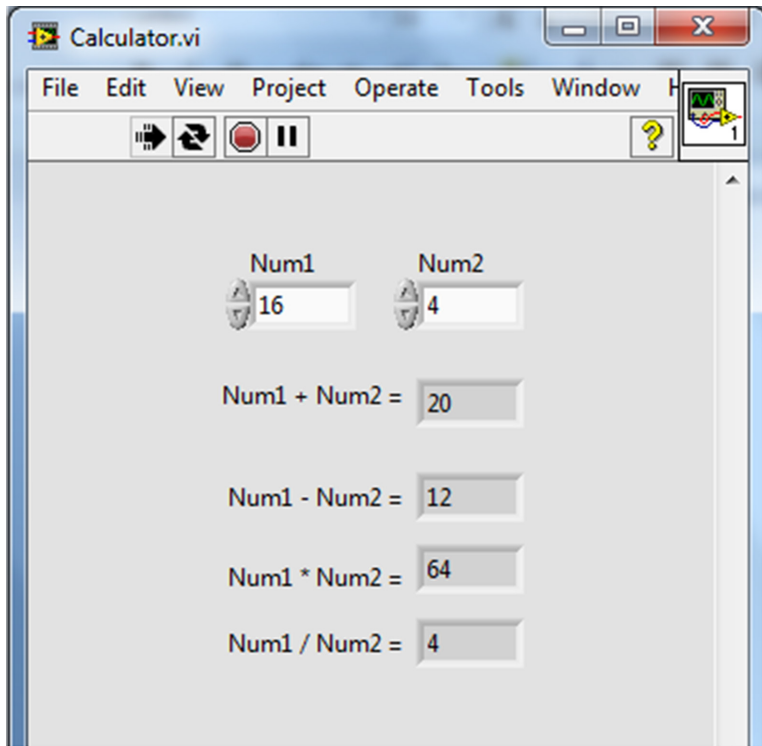 Calculator.vi
File Edit View Project Operate Tools Window H
1
Num1 Num2
16 4
Num1 + Num2 = 20
Num1 - Num2 = 12
Num1 * Num2 = 64
Num1 / Num2 = 4